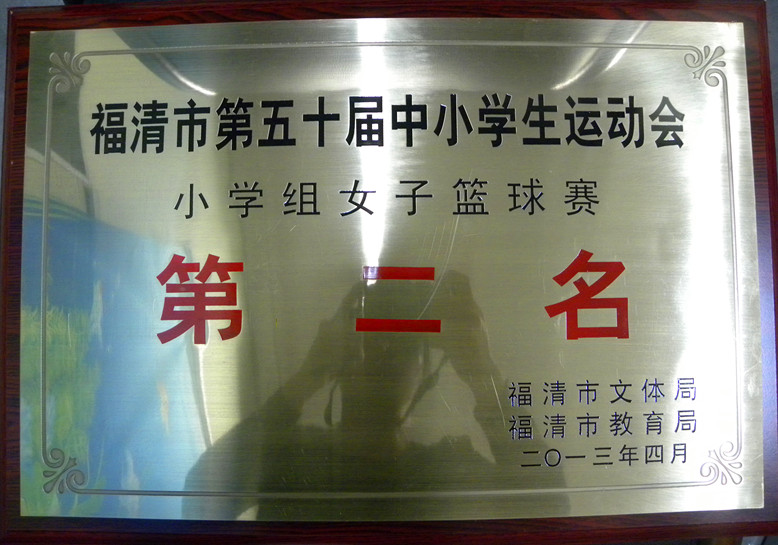 福清市第五十届中小学生运动会
小学组女子篮球赛
第二名
福清市文体局
福清市教育局
二〇一三年四月